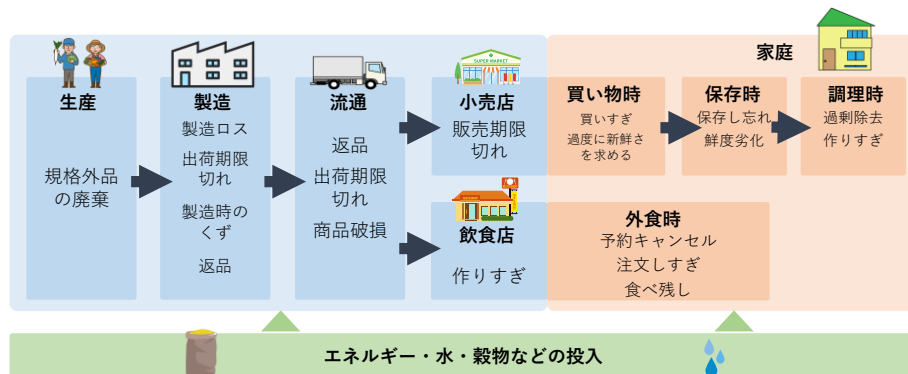 生産
規格外品
の廃棄
製造
製造ロス
出荷期限
切れ
製造時の
くず
返品
流通
返品
出荷期限
切れ
商品破損
SUPER MARKET
小売店
販売期限
切れ
飲食店
作りすぎ
家庭
買い物時
買いすぎ
過度に新鮮さ
を求める
保存時
保存し忘れ
鮮度劣化
調理時
過剰除去
作りすぎ
外食時
予約キャンセル
注文しすぎ
食べ残し
エネルギー・水・穀物などの投入